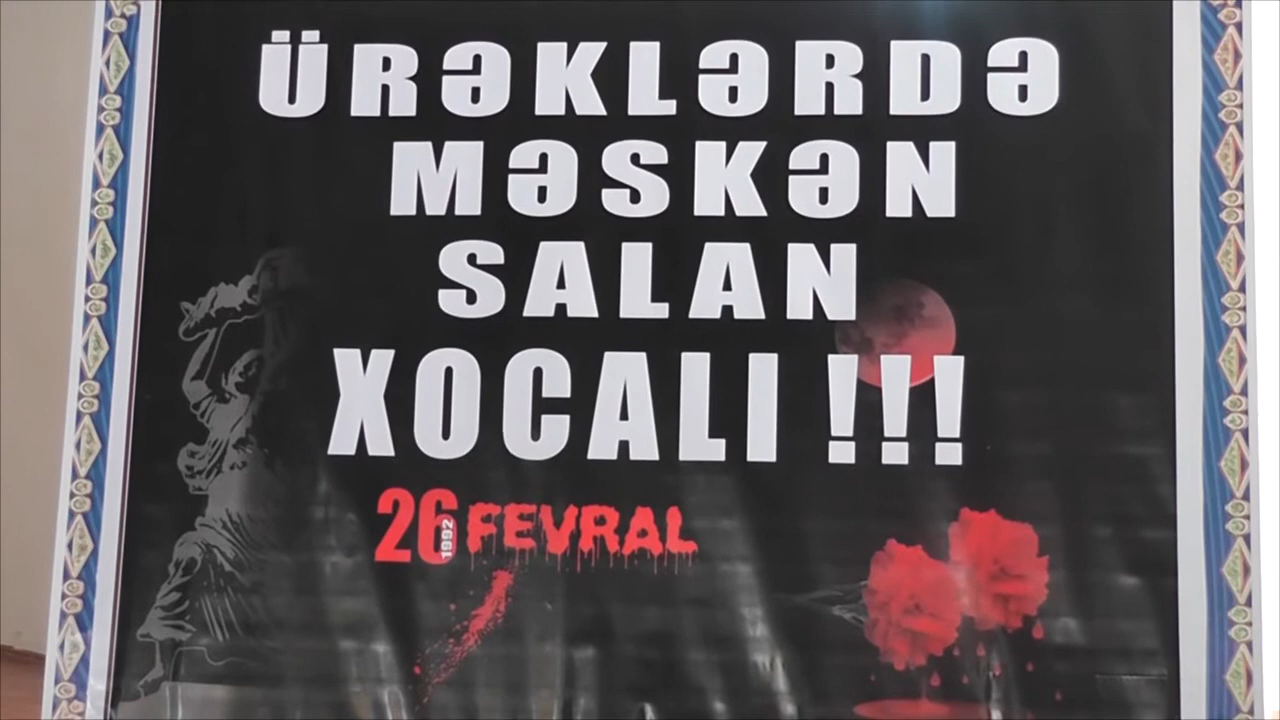 ÜRƏKLƏRDƏ
MƏSKƏN
SALAN
XOCALI !!!
26 1992 FEVRAL